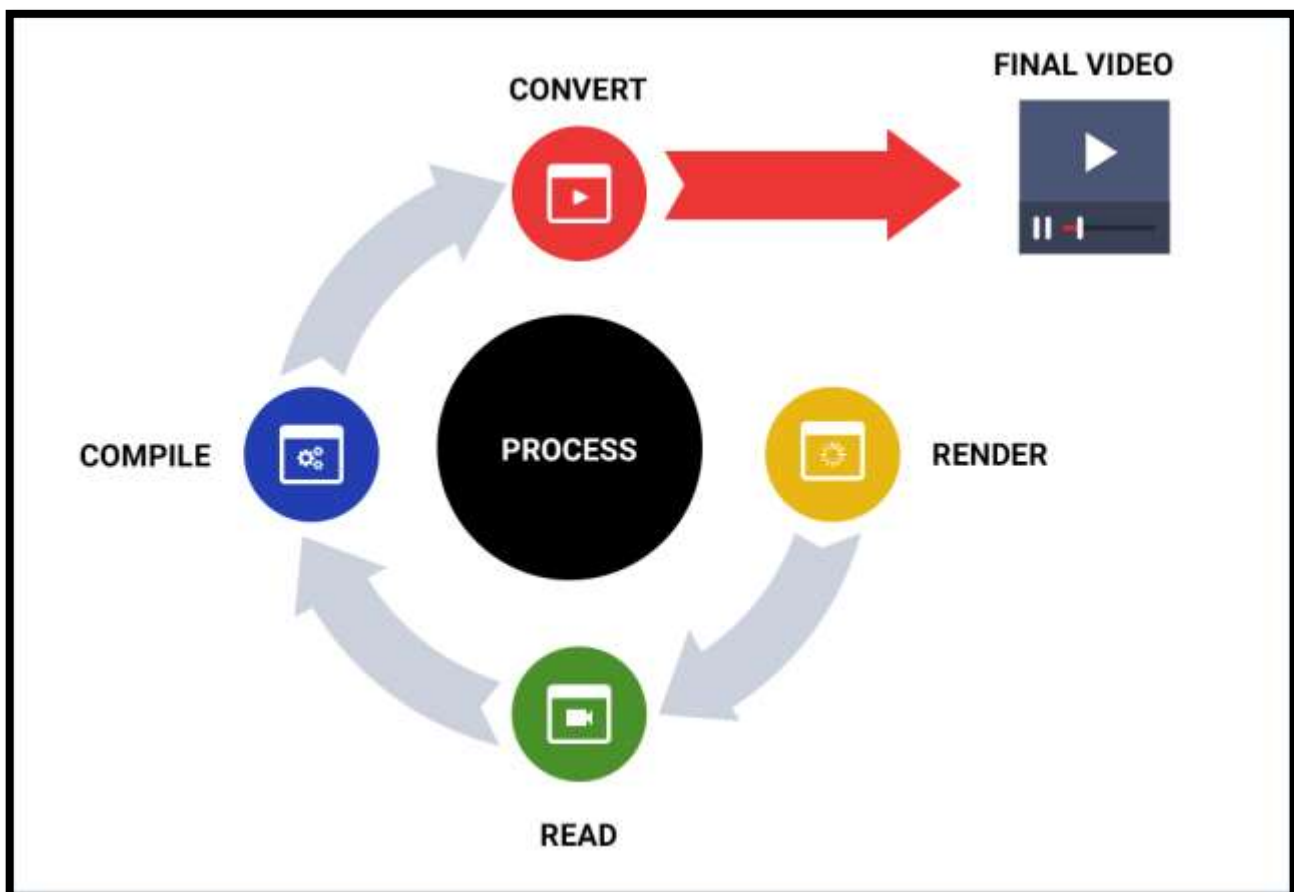 FINAL VIDEO
CONVERT
COMPILE
PROCESS
RENDER
READ